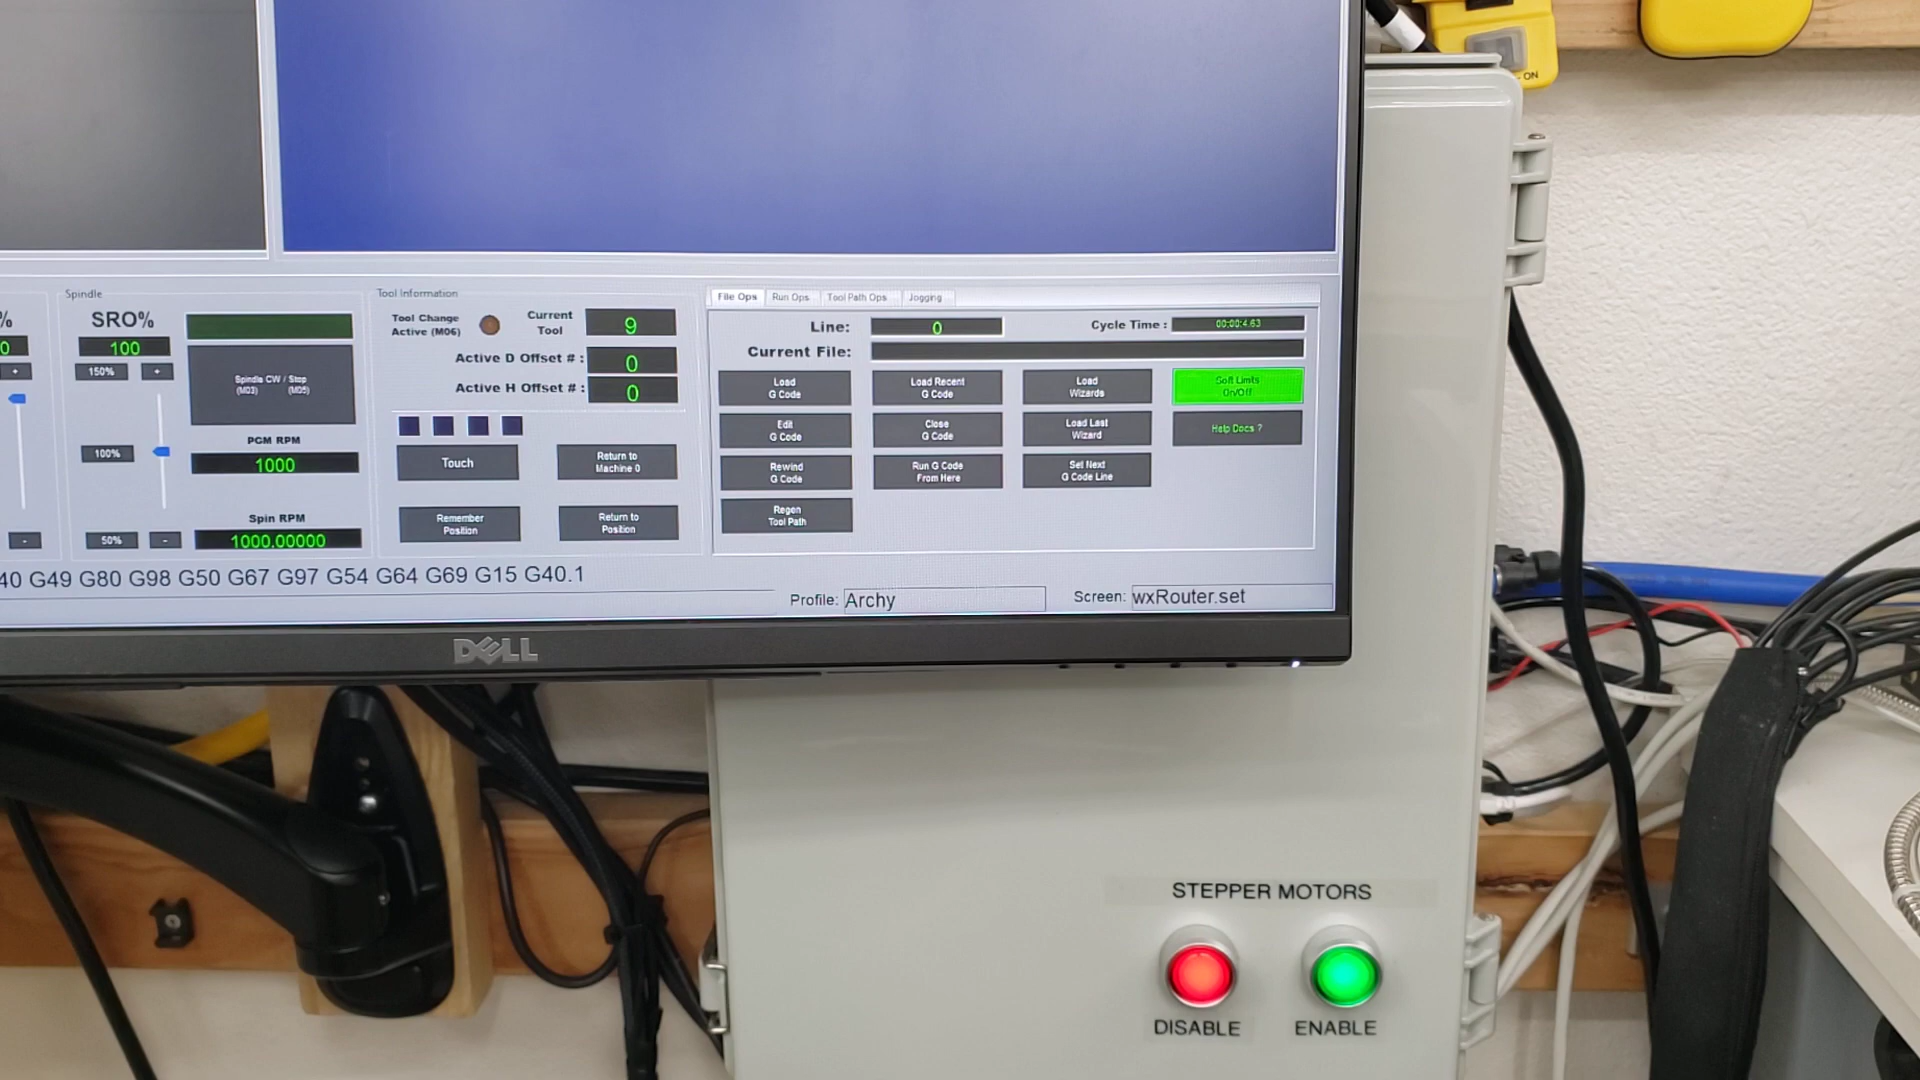 ON
Spindle
%
SRO%
0
100
+
150%
+
Spindle CW / Stop
(M03) (M05)
PGM RPM
100%
1000
Spin RPM
-
50%
-
1000.00000
Tool Information
Tool Change
Active (M06)
Current
Tool
9
Active D Offset # :
0
Active H Offset # :
0
Touch
Return to
Machine 0
Remember
Position
Return to
Position
File Ops
Run Ops
Tool Path Ops
Jogging
Line:
0
Cycle Time :
00:00:4.63
Current File:
Load
G Code
Load Recent
G Code
Load
Wizards
Soft Limits
On/Off
Edit
G Code
Close
G Code
Load Last
Wizard
Help Docs ?
Rewind
G Code
Run G Code
From Here
Set Next
G Code Line
Regen
Tool Path
40 G49 G80 G98 G50 G67 G97 G54 G64 G69 G15 G40.1
Profile: Archy
Screen: wxRouter.set
DELL
STEPPER MOTORS
DISABLE
ENABLE